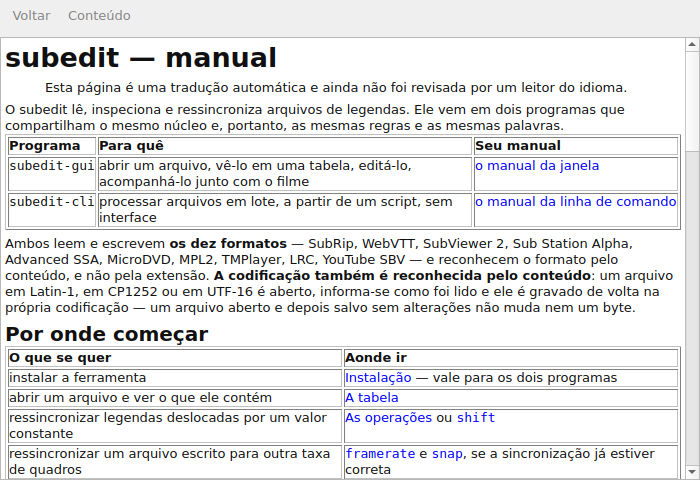 Voltar Conteúdo
subedit — manual
Esta página é uma tradução automática e ainda não foi revisada por um leitor do idioma.
O subedit lê, inspeciona e ressincroniza arquivos de legendas. Ele vem em dois programas que
compartilham o mesmo núcleo e, portanto, as mesmas regras e as mesmas palavras.
Programa Para quê Seu manual
subedit-gui abrir um arquivo, vê-lo em uma tabela, editá-lo, o manual da janela
acompanhá-lo junto com o filme
subedit-cli processar arquivos em lote, a partir de um script, sem o manual da linha de comando
interface
Ambos leem e escrevem os dez formatos — SubRip, WebVTT, SubViewer 2, Sub Station Alpha,
Advanced SSA, MicroDVD, MPL2, TMPlayer, LRC, YouTube SBV — e reconhecem o formato pelo
conteúdo, e não pela extensão. A codificação também é reconhecida pelo conteúdo: um arquivo
em Latin-1, em CP1252 ou em UTF-16 é aberto, informa-se como foi lido e ele é gravado de volta na
própria codificação — um arquivo aberto e depois salvo sem alterações não muda nem um byte.
Por onde começar
O que se quer Aonde ir
instalar a ferramenta Instalação — vale para os dois programas
abrir um arquivo e ver o que ele contém A tabela
ressincronizar legendas deslocadas por um valor As operações ou shift
constante
ressincronizar um arquivo escrito para outra taxa framerate e snap, se a sincronização já estiver
de quadros correta